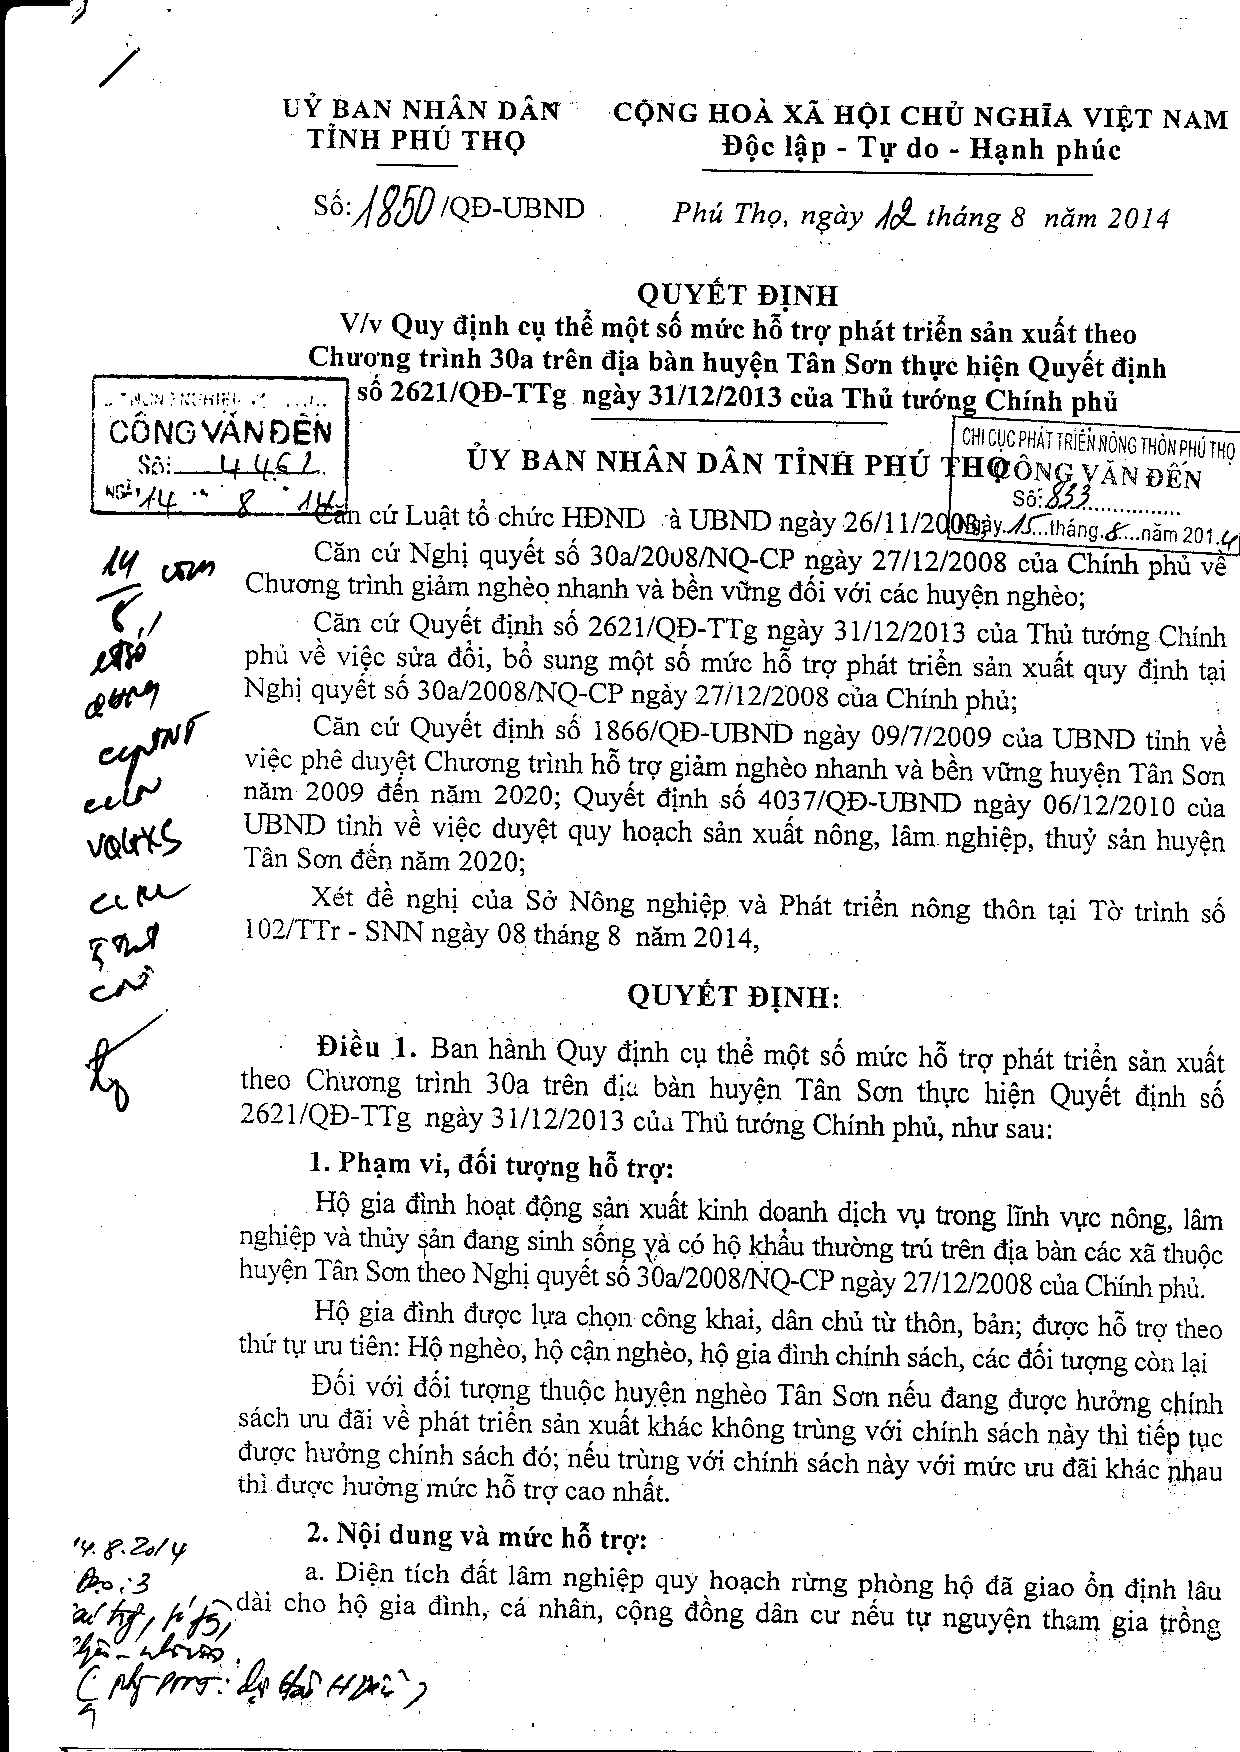 UỶ BAN NHÂN DÂN
TỈNH PHÚ THỌ
CỘNG HOÀ XÃ HỘI CHỦ NGHĨA VIỆT NAM
Độc lập - Tự do - Hạnh phúc
Số: 1850/QĐ-UBND
Phú Thọ, ngày 12 tháng 8 năm 2014
QUYẾT ĐỊNH
V/v Quy định cụ thể một số mức hỗ trợ phát triển sản xuất theo
Chương trình 30a trên địa bàn huyện Tân Sơn thực hiện Quyết định
số 2621/QĐ-TTg ngày 31/12/2013 của Thủ tướng Chính phủ
CÔNG VĂN ĐẾN
Số: 4462
14 8 14
CHI CỤC PHÁT TRIỂN NÔNG THÔN PHÚ THỌ
CÔNG VĂN ĐẾN
Số: 833
Ngày 15 tháng 8 năm 2014
ỦY BAN NHÂN DÂN TỈNH PHÚ THỌ
Căn cứ Luật tổ chức HĐND à UBND ngày 26/11/2003
Căn cứ Nghị quyết số 30a/2008/NQ-CP ngày 27/12/2008 của Chính phủ về
Chương trình giảm nghèo nhanh và bền vững đối với các huyện nghèo;
Căn cứ Quyết định số 2621/QĐ-TTg ngày 31/12/2013 của Thủ tướng Chính
phủ về việc sửa đổi, bổ sung một số mức hỗ trợ phát triển sản xuất quy định tại
Nghị quyết số 30a/2008/NQ-CP ngày 27/12/2008 của Chính phủ;
Căn cứ Quyết định số 1866/QĐ-UBND ngày 09/7/2009 của UBND tỉnh về
việc phê duyệt Chương trình hỗ trợ giảm nghèo nhanh và bền vững huyện Tân Sơn
năm 2009 đến năm 2020; Quyết định số 4037/QĐ-UBND ngày 06/12/2010 của
UBND tỉnh về việc duyệt quy hoạch sản xuất nông, lâm nghiệp, thuỷ sản huyện
Tân Sơn đến năm 2020;
Xét đề nghị của Sở Nông nghiệp và Phát triển nông thôn tại Tờ trình số
102/TTr - SNN ngày 08 tháng 8 năm 2014,
QUYẾT ĐỊNH:
Điều 1. Ban hành Quy định cụ thể một số mức hỗ trợ phát triển sản xuất
theo Chương trình 30a trên địa bàn huyện Tân Sơn thực hiện Quyết định số
2621/QĐ-TTg ngày 31/12/2013 của Thủ tướng Chính phủ, như sau:
1. Phạm vi, đối tượng hỗ trợ:
Hộ gia đình hoạt động sản xuất kinh doanh dịch vụ trong lĩnh vực nông, lâm
nghiệp và thủy sản đang sinh sống và có hộ khẩu thường trú trên địa bàn các xã thuộc
huyện Tân Sơn theo Nghị quyết số 30a/2008/NQ-CP ngày 27/12/2008 của Chính phủ.
Hộ gia đình được lựa chọn công khai, dân chủ từ thôn, bản; được hỗ trợ theo
thứ tự ưu tiên: Hộ nghèo, hộ cận nghèo, hộ gia đình chính sách, các đối tượng còn lại
Đối với đối tượng thuộc huyện nghèo Tân Sơn nếu đang được hưởng chính
sách ưu đãi về phát triển sản xuất khác không trùng với chính sách này thì tiếp tục
được hưởng chính sách đó; nếu trùng với chính sách này với mức ưu đãi khác nhau
thì được hưởng mức hỗ trợ cao nhất.
2. Nội dung và mức hỗ trợ:
a. Diện tích đất lâm nghiệp quy hoạch rừng phòng hộ đã giao ổn định lâu
dài cho hộ gia đình, cá nhân, cộng đồng dân cư nếu tự nguyện tham gia trồng
14.8.2014